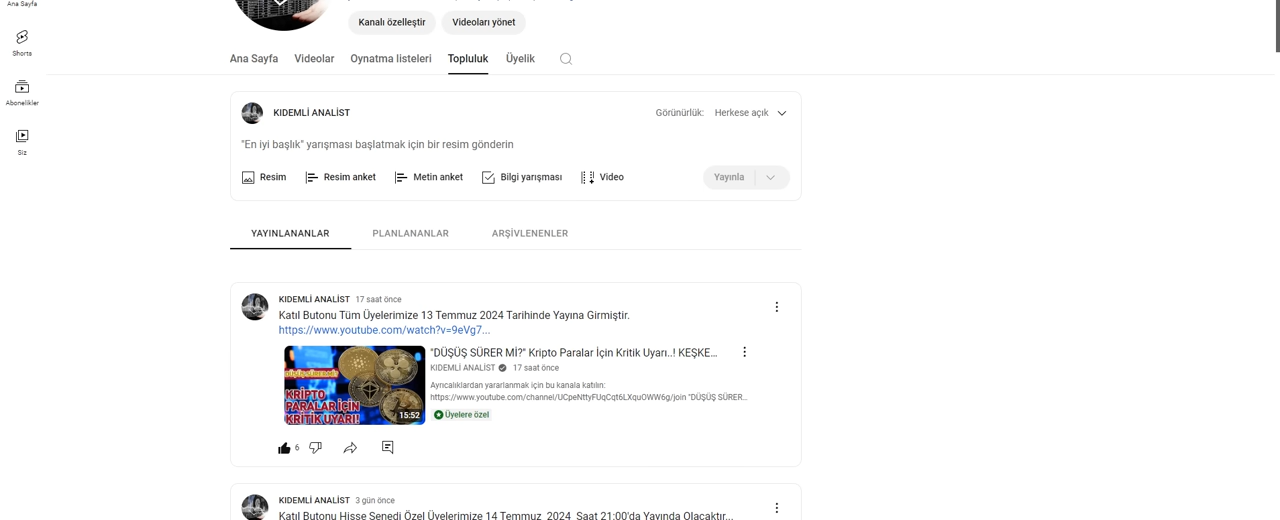 Ana Sayfa
Shorts
Abonelikler
Siz
Kanalı özelleştir
Videoları yönet
Ana Sayfa
Videolar
Oynatma listeleri
Topluluk
Üyelik
KIDEMLİ ANALİST
Görünürlük:
Herkese açık
"En iyi başlık" yarışması başlatmak için bir resim gönderin
Resim
Resim anket
Metin anket
Bilgi yarışması
Video
Yayınla
YAYINLANANLAR
PLANLANANLAR
ARŞİVLENENLER
KIDEMLİ ANALİST 17 saat önce
Katıl Butonu Tüm Üyelerimize 13 Temmuz 2024 Tarihinde Yayına Girmiştir.
https://www.youtube.com/watch?v=9eVg7...
DÜŞÜŞ SÜRER Mİ?
KRİPTO
PARALAR İÇİN
KRİTİK UYARI!
15:52
"DÜŞÜŞ SÜRER Mİ?" Kripto Paralar İçin Kritik Uyarı..! KEŞKE...
KIDEMLİ ANALİST 17 saat önce
Ayrıcalıklardan yararlanmak için bu kanala katılın:
https://www.youtube.com/channel/UCpeNttyFUqCqt6LXquOWW6g/join "DÜŞÜŞ SÜRER...
Üyelere özel
6
KIDEMLİ ANALİST 3 gün önce
Katıl Butonu Hisse Senedi Özel Üyelerimize 14 Temmuz 2024 Saat 21:00'da Yayında Olacaktır...